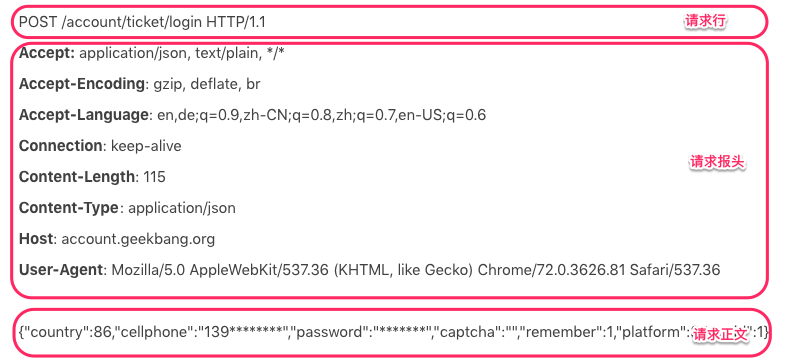 POST /account/ticket/login HTTP/1.1 请求行
Accept: application/json, text/plain, */*
Accept-Encoding: gzip, deflate, br
Accept-Language: en,de;q=0.9,zh-CN;q=0.8,zh;q=0.7,en-US;q=0.6
Connection: keep-alive
请求报头
Content-Length: 115
Content-Type: application/json
Host: account.geekbang.org
User-Agent: Mozilla/5.0 AppleWebKit/537.36 (KHTML, like Gecko) Chrome/72.0.3626.81 Safari/537.36
{"country":86,"cellphone":"139********","password":"*******","captcha":"","remember":1,"platform": 请求正文 ":1}